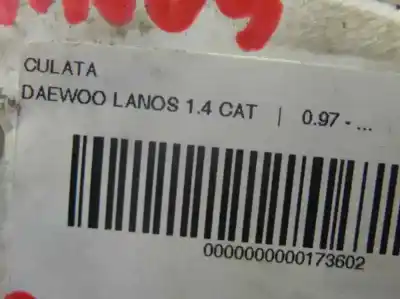 CULATA
DAEWOO LANOS 1.4 CAT | 0.97 - ...
0000000000173602